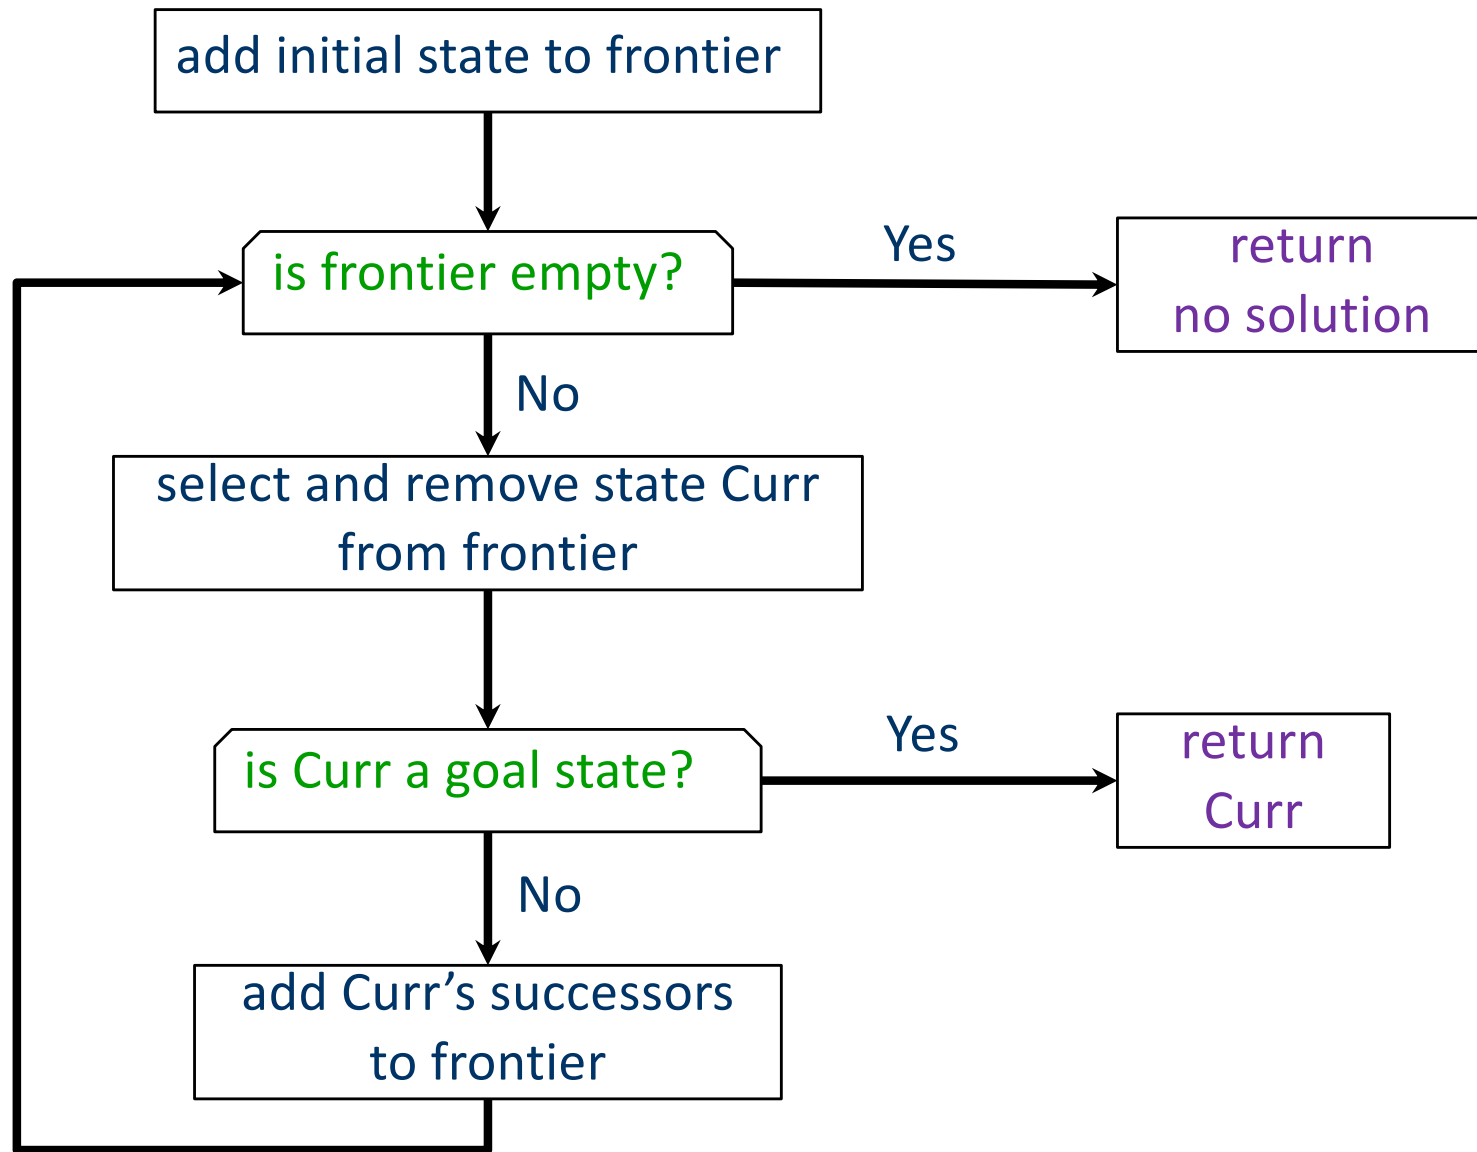 add initial state to frontier
is frontier empty?
Yes
return
no solution
No
select and remove state Curr
from frontier
is Curr a goal state?
Yes
return
Curr
No
add Curr’s successors
to frontier